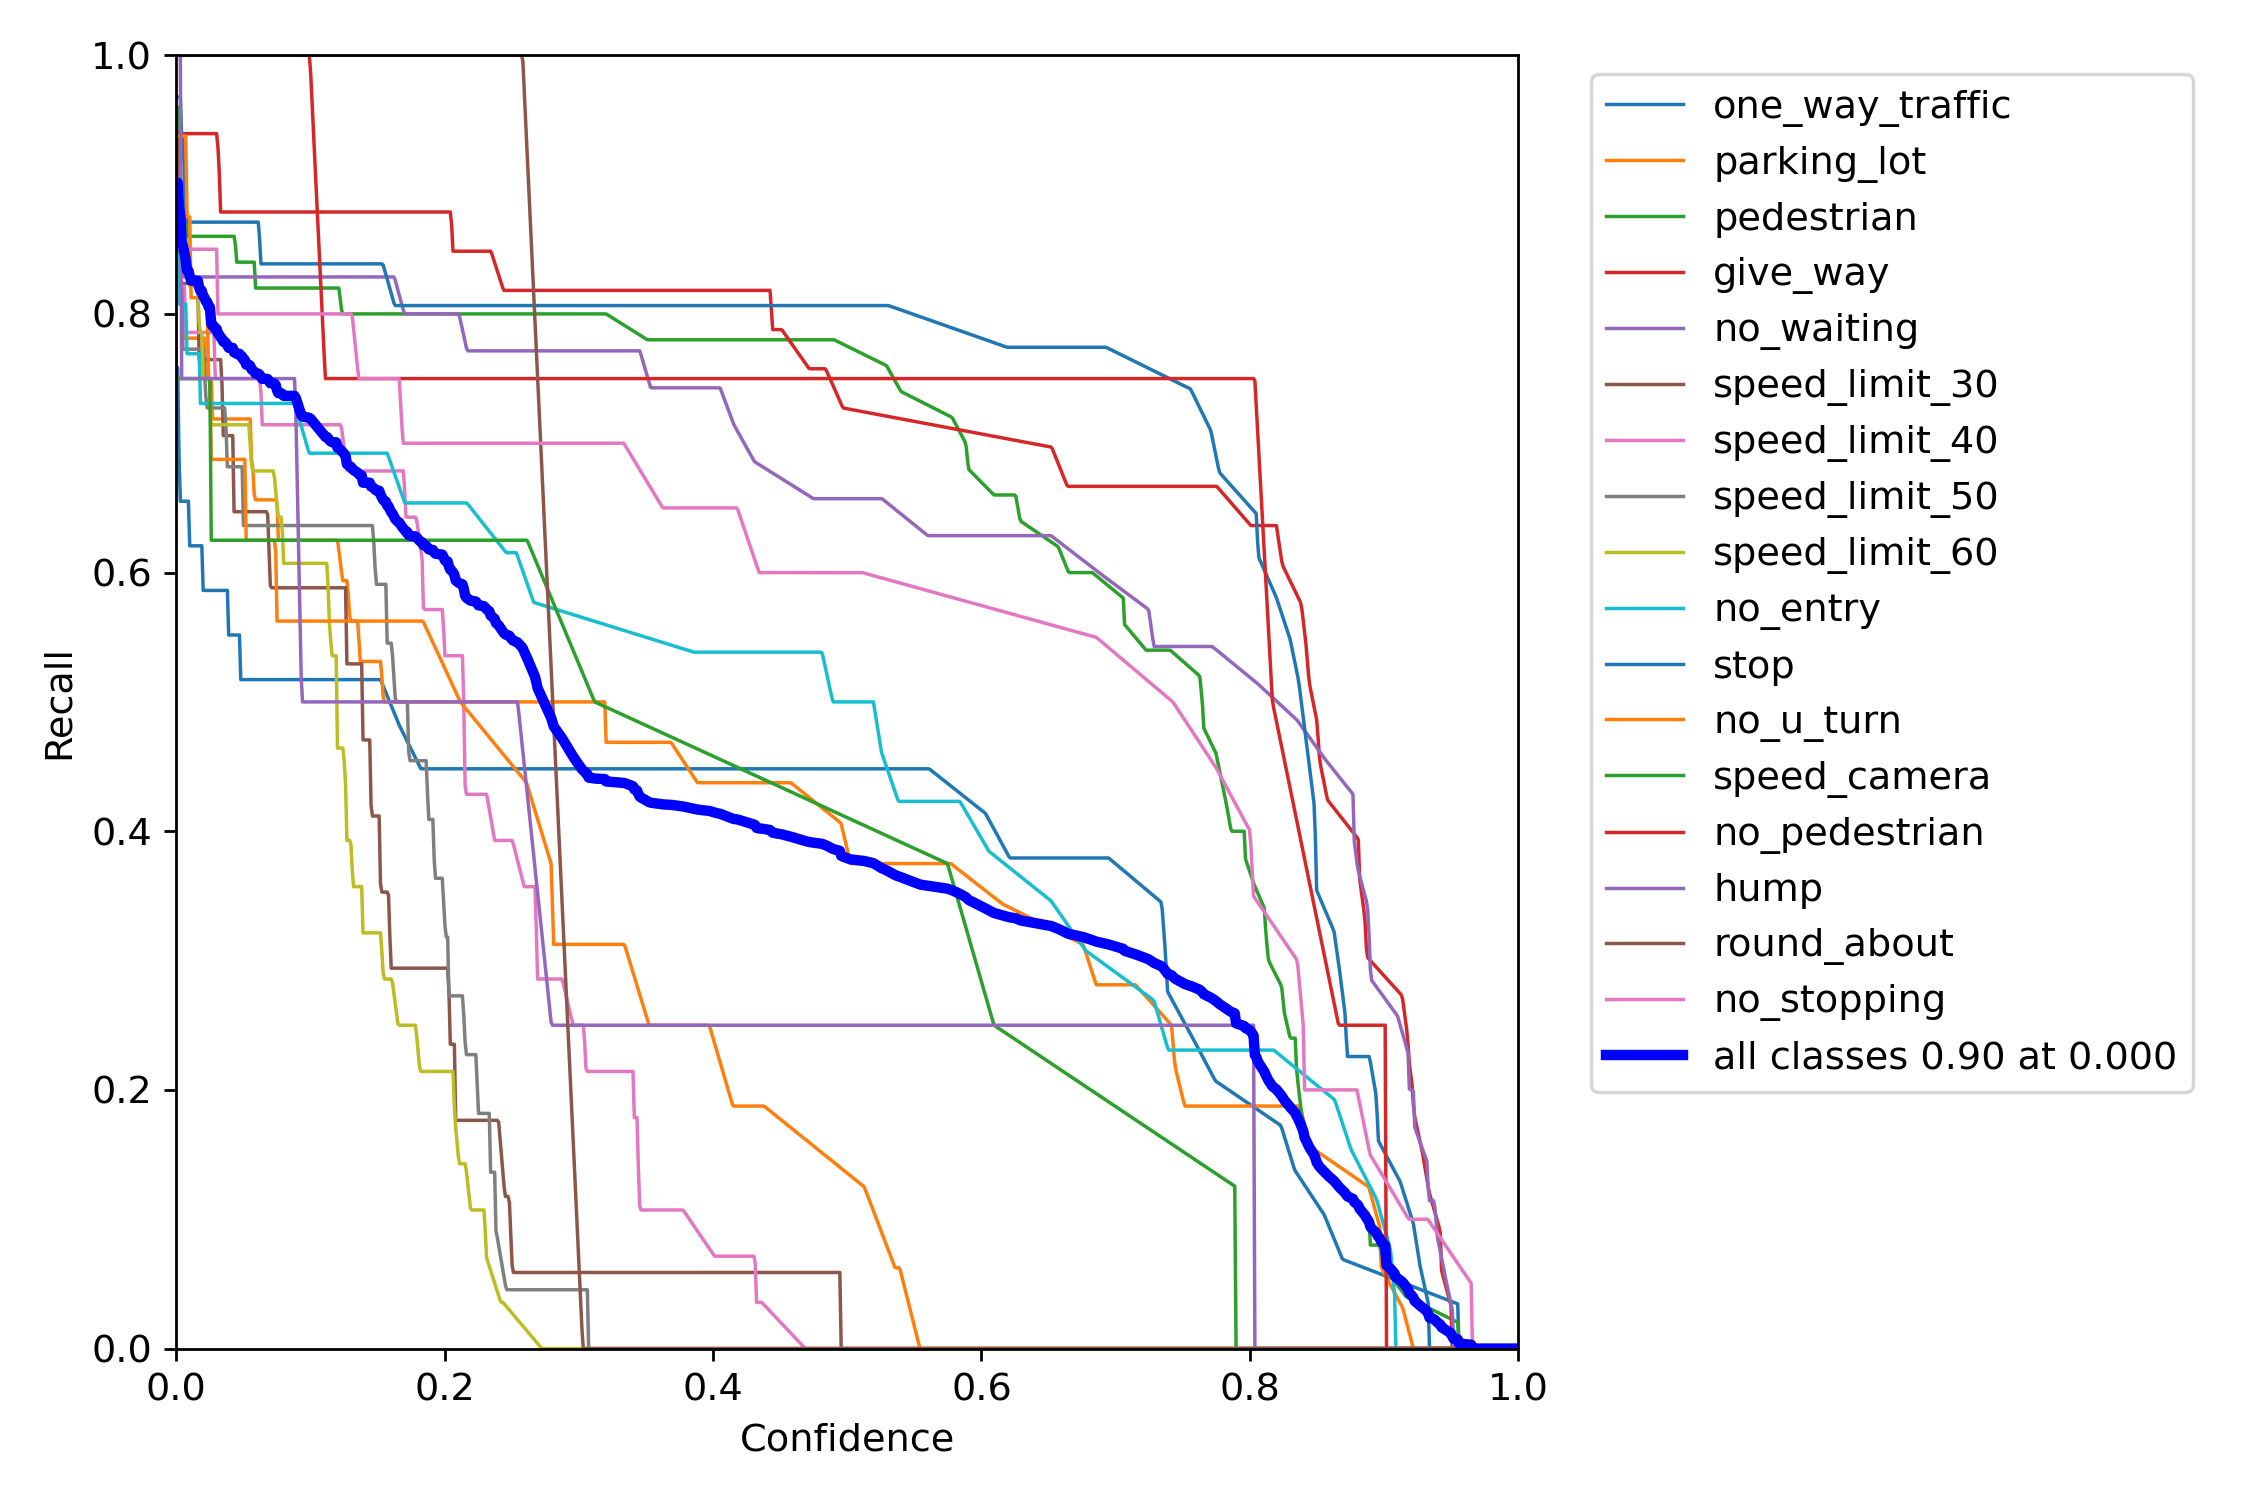 1.0
0.8
0.6
0.4
0.2
0.0
Recall
0.0 0.2 0.4 0.6 0.8 1.0
Confidence
one_way_traffic
parking_lot
pedestrian
give_way
no_waiting
speed_limit_30
speed_limit_40
speed_limit_50
speed_limit_60
no_entry
stop
no_u_turn
speed_camera
no_pedestrian
hump
round_about
no_stopping
all classes 0.90 at 0.000